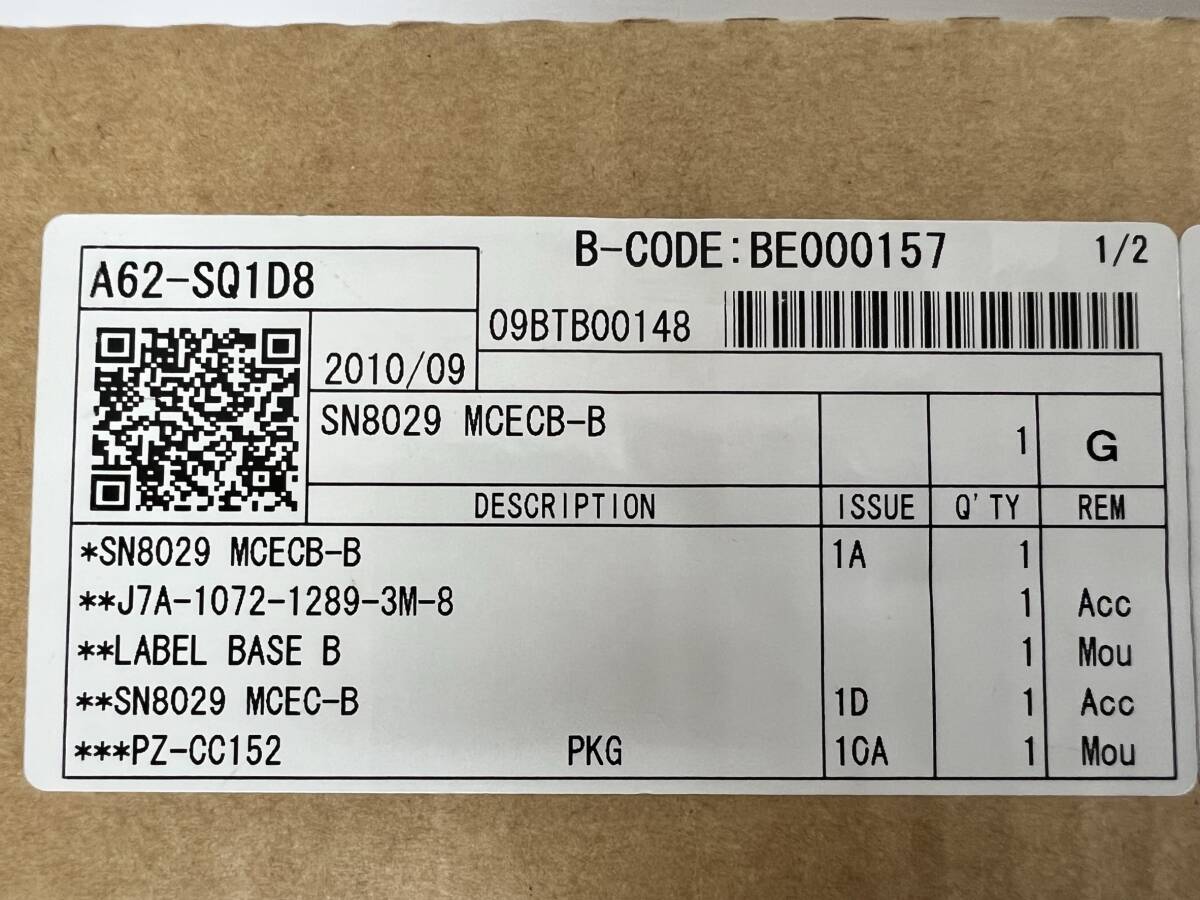 B-CODE:BE000157 1/2
A62-SQ1D8
09BTB00148
2010/09
SN8029 MCECB-B 1 G
DESCRIPTION ISSUE Q'TY REM
*SN8029 MCECB-B 1A 1
**J7A-1072-1289-3M-8 1 Acc
**LABEL BASE B 1 Mou
**SN8029 MCEC-B 1D 1 Acc
***PZ-CC152 PKG 10A 1 Mou